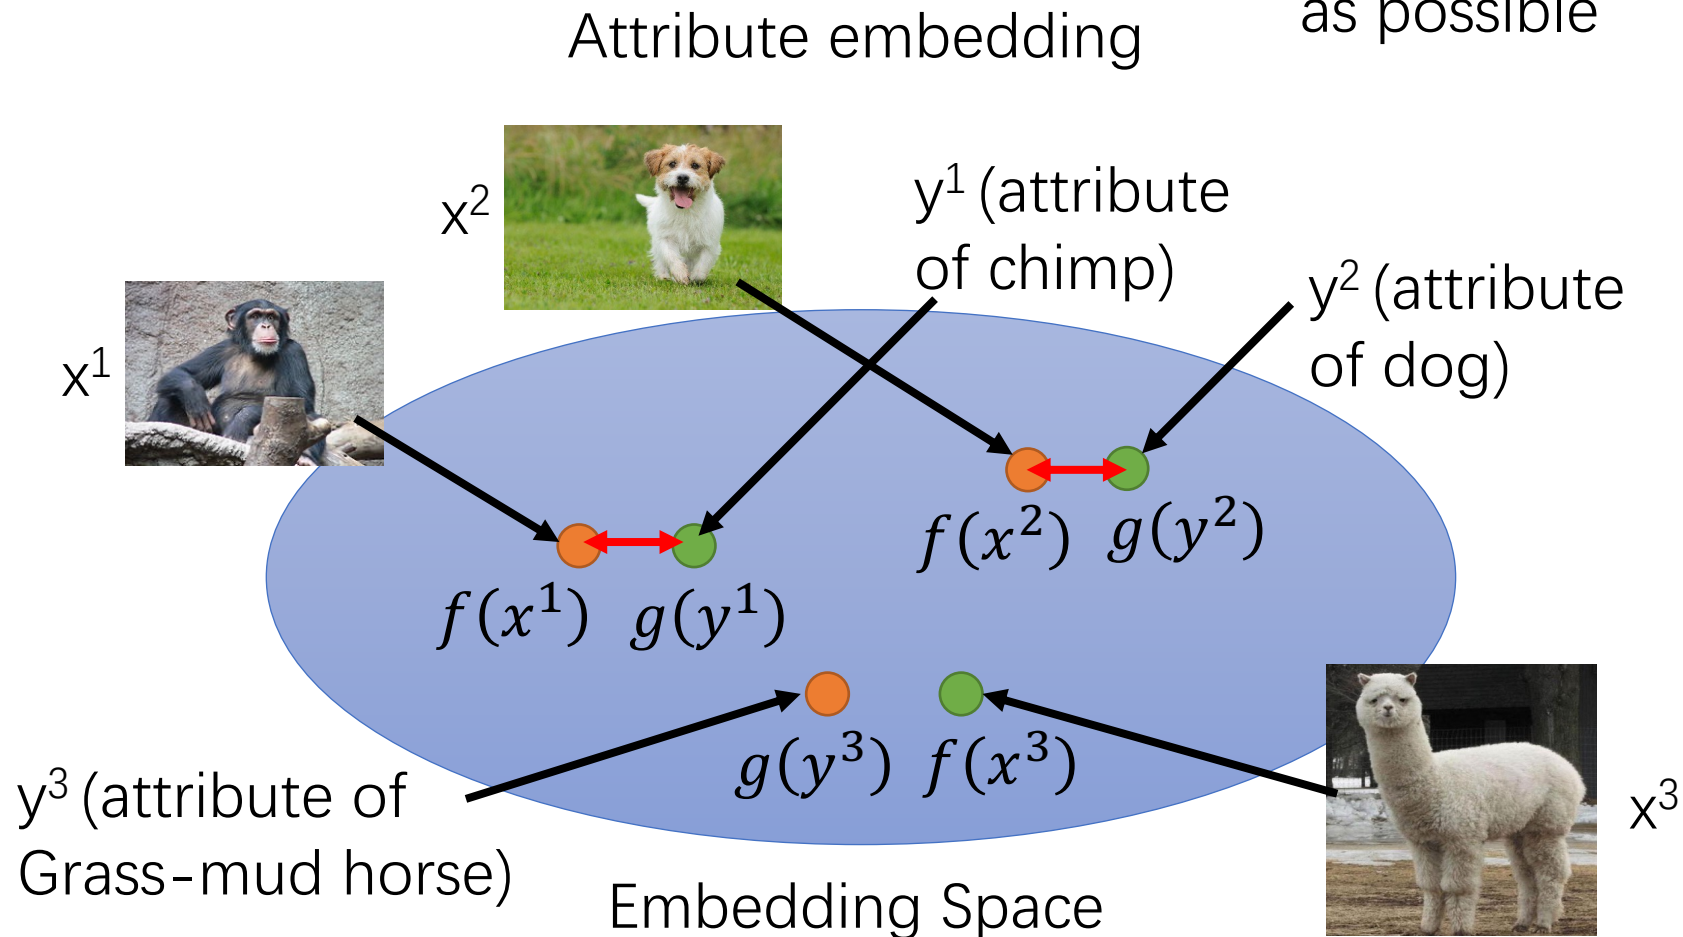 as possible
Attribute embedding
x²
y¹ (attribute
of chimp)
y² (attribute
of dog)
x¹
f(x²) g(y²)
f(x¹) g(y¹)
g(y³) f(x³)
y³ (attribute of
Grass-mud horse)
x³
Embedding Space